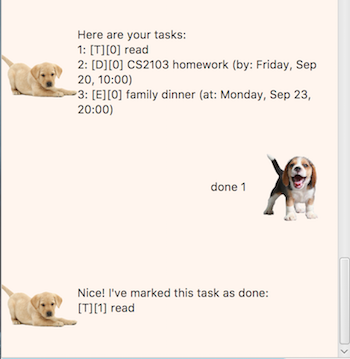 Here are your tasks:
1: [T][0] read
2: [D][0] CS2103 homework (by: Friday, Sep
20, 10:00)
3: [E][0] family dinner (at: Monday, Sep 23,
20:00)
done 1
Nice! I've marked this task as done:
[T][1] read